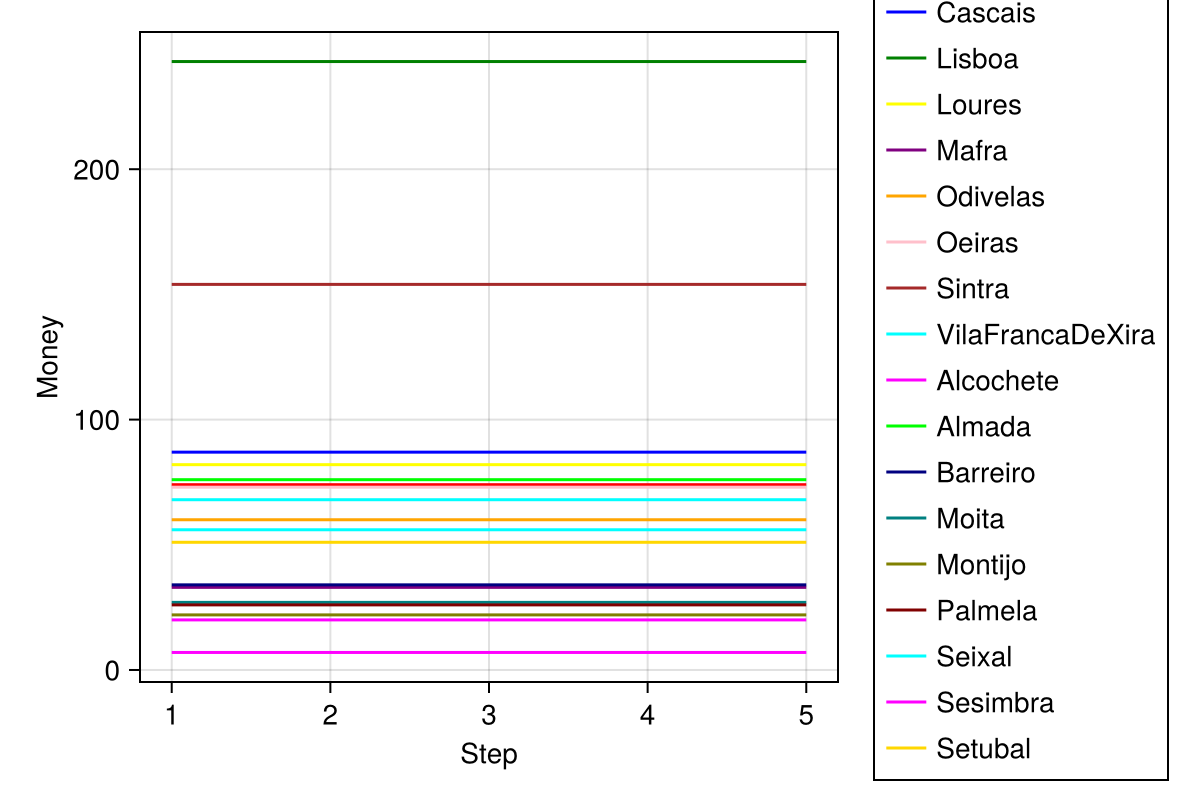 Cascais
Lisboa
Loures
Mafra
Odivelas
Oeiras
Sintra
VilaFrancaDeXira
Alcochete
Almada
Barreiro
Moita
Montijo
Palmela
Seixal
Sesimbra
Setubal
Money
200
100
0
1 2 3 4 5
Step